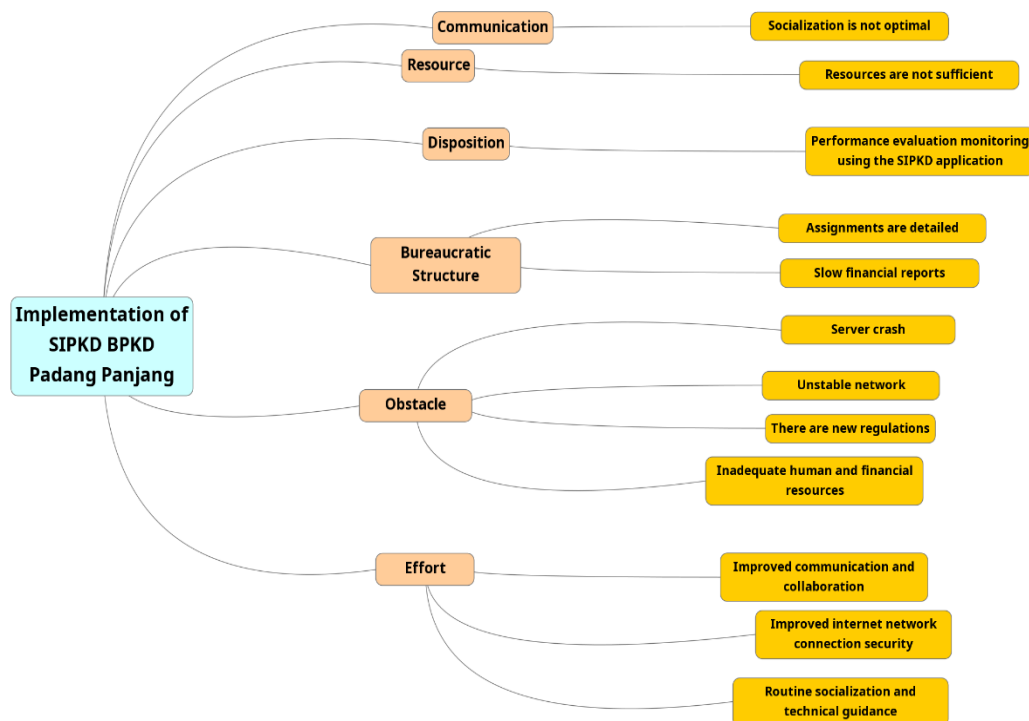 Communication
Socialization is not optimal
Resource
Resources are not sufficient
Disposition
Performance evaluation monitoring
using the SIPKD application
Bureaucratic
Structure
Assignments are detailed
Slow financial reports
Implementation of
SIPKD BPKD
Padang Panjang
Obstacle
Server crash
Unstable network
There are new regulations
Inadequate human and financial
resources
Effort
Improved communication and
collaboration
Improved internet network
connection security
Routine socialization and
technical guidance